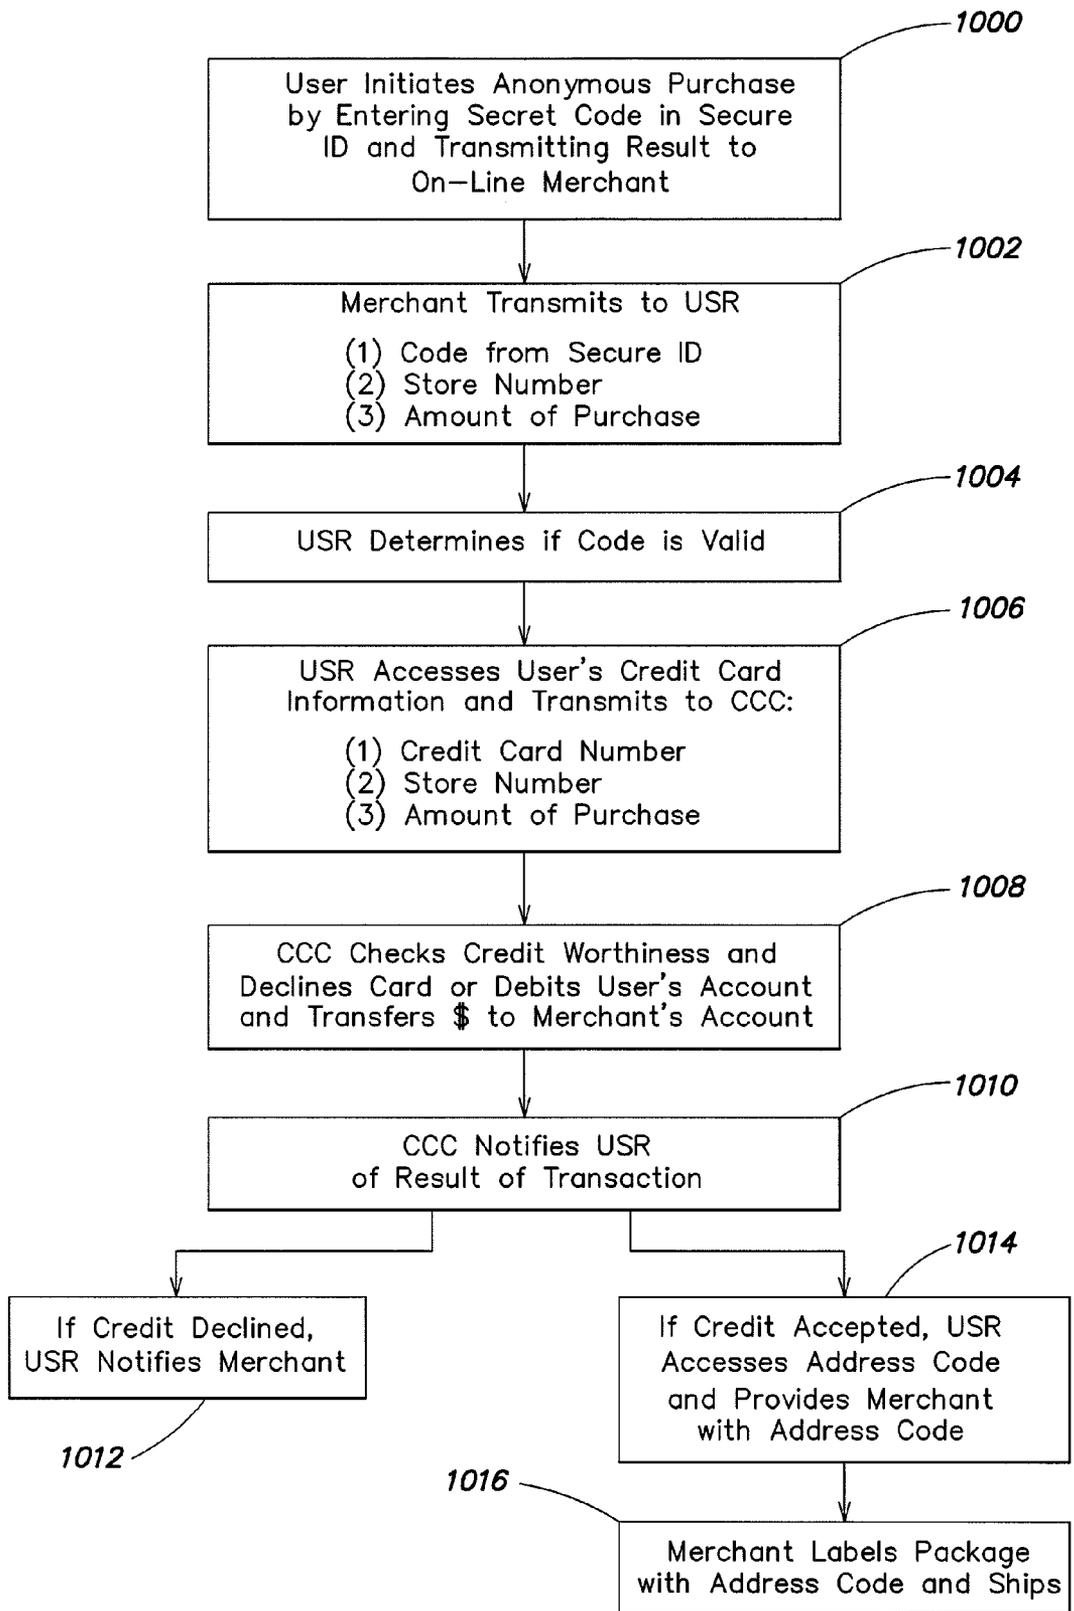 1000
User Initiates Anonymous Purchase
by Entering Secret Code in Secure
ID and Transmitting Result to
On-Line Merchant
1002
Merchant Transmits to USR
(1) Code from Secure ID
(2) Store Number
(3) Amount of Purchase
1004
USR Determines if Code is Valid
1006
USR Accesses User's Credit Card
Information and Transmits to CCC:
(1) Credit Card Number
(2) Store Number
(3) Amount of Purchase
1008
CCC Checks Credit Worthiness and
Declines Card or Debits User's Account
and Transfers $ to Merchant's Account
1010
CCC Notifies USR
of Result of Transaction
If Credit Declined,
USR Notifies Merchant
1012
1014
If Credit Accepted, USR
Accesses Address Code
and Provides Merchant
with Address Code
1016
Merchant Labels Package
with Address Code and Ships